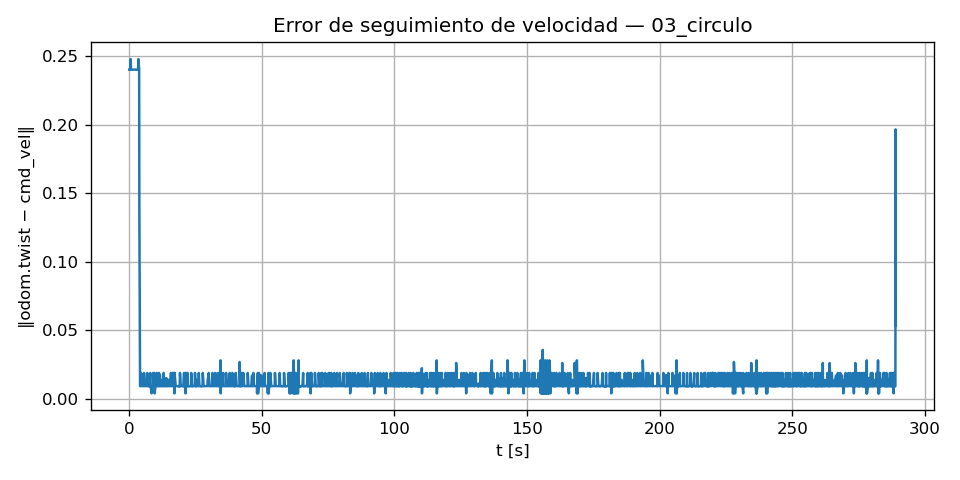 Error de seguimiento de velocidad — 03_circulo
‖odom.twist − cmd_vel‖
0.25
0.20
0.15
0.10
0.05
0.00
0 50 100 150 200 250 300
t [s]